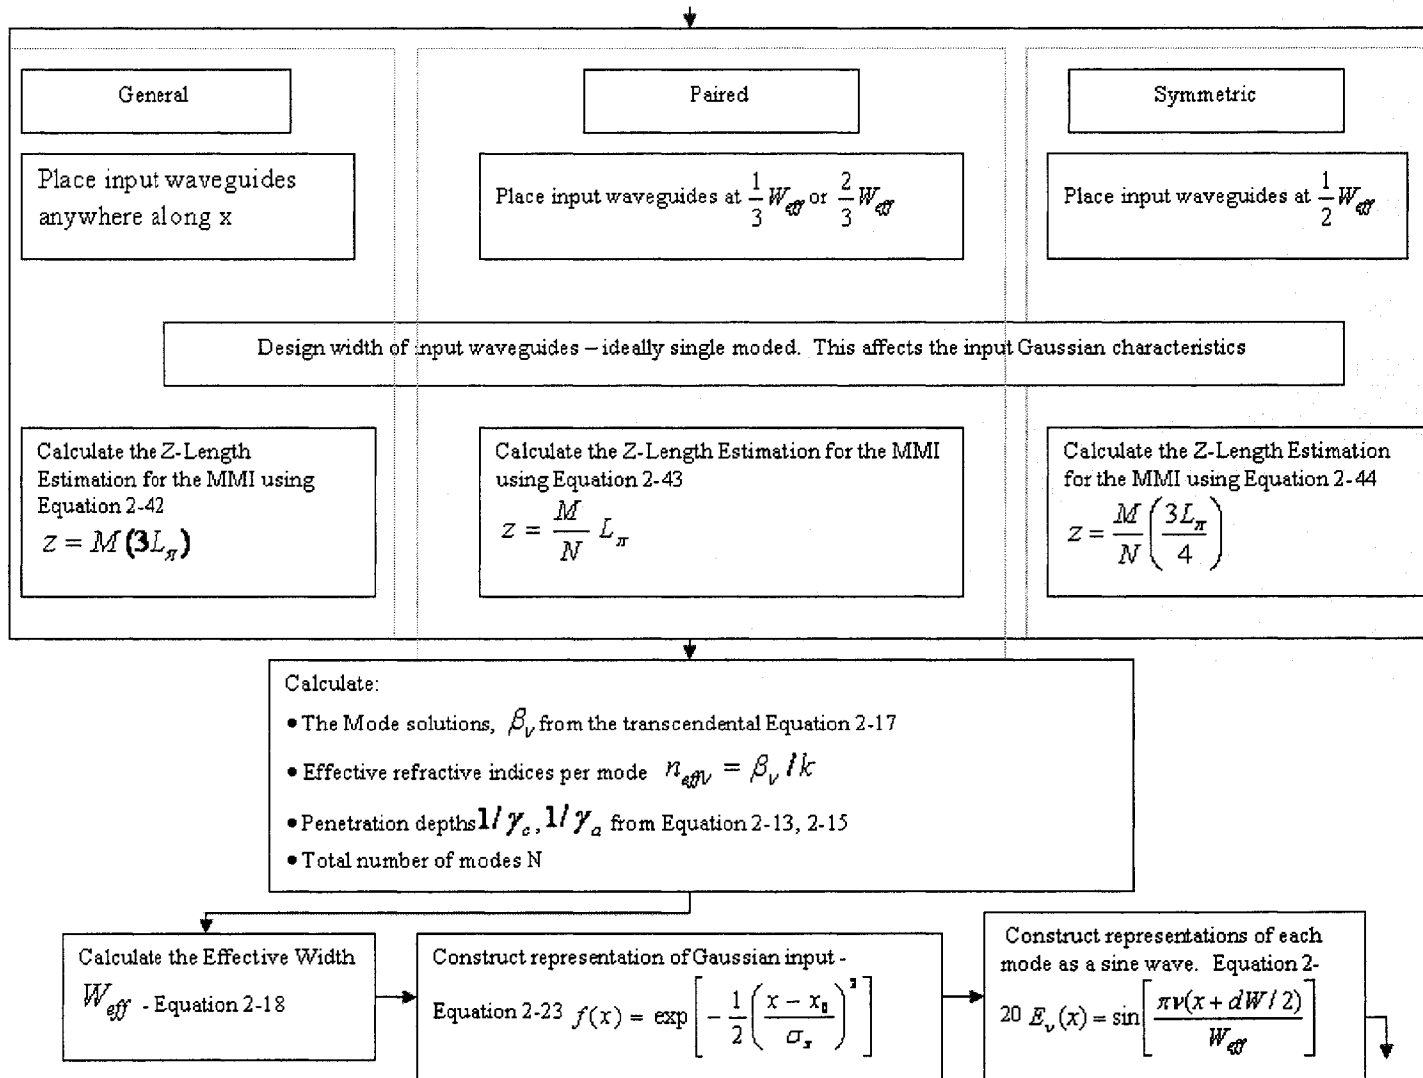 General
Paired
Symmetric
Place input waveguides
anywhere along x
Place input waveguides at 1/3 W_eff or 2/3 W_eff
Place input waveguides at 1/2 W_eff
Design width of input waveguides – ideally single moded. This affects the input Gaussian characteristics
Calculate the Z-Length
Estimation for the MMI using
Equation 2-42
z = M(3L_π)
Calculate the Z-Length Estimation for the MMI
using Equation 2-43
z = M/N L_π
Calculate the Z-Length Estimation
for the MMI using Equation 2-44
z = M/N (3L_π/4)
Calculate:
• The Mode solutions, β_ν from the transcendental Equation 2-17
• Effective refractive indices per mode n_effν = β_ν / k
• Penetration depths 1/γ_c, 1/γ_a from Equation 2-13, 2-15
• Total number of modes N
Calculate the Effective Width
W_eff - Equation 2-18
Construct representation of Gaussian input -
Equation 2-23 f(x) = exp[-1/2((x - x_0)/σ_x)^2]
Construct representations of each
mode as a sine wave. Equation 2-
20 E_ν(x) = sin[πν(x + dW/2)/W_eff]